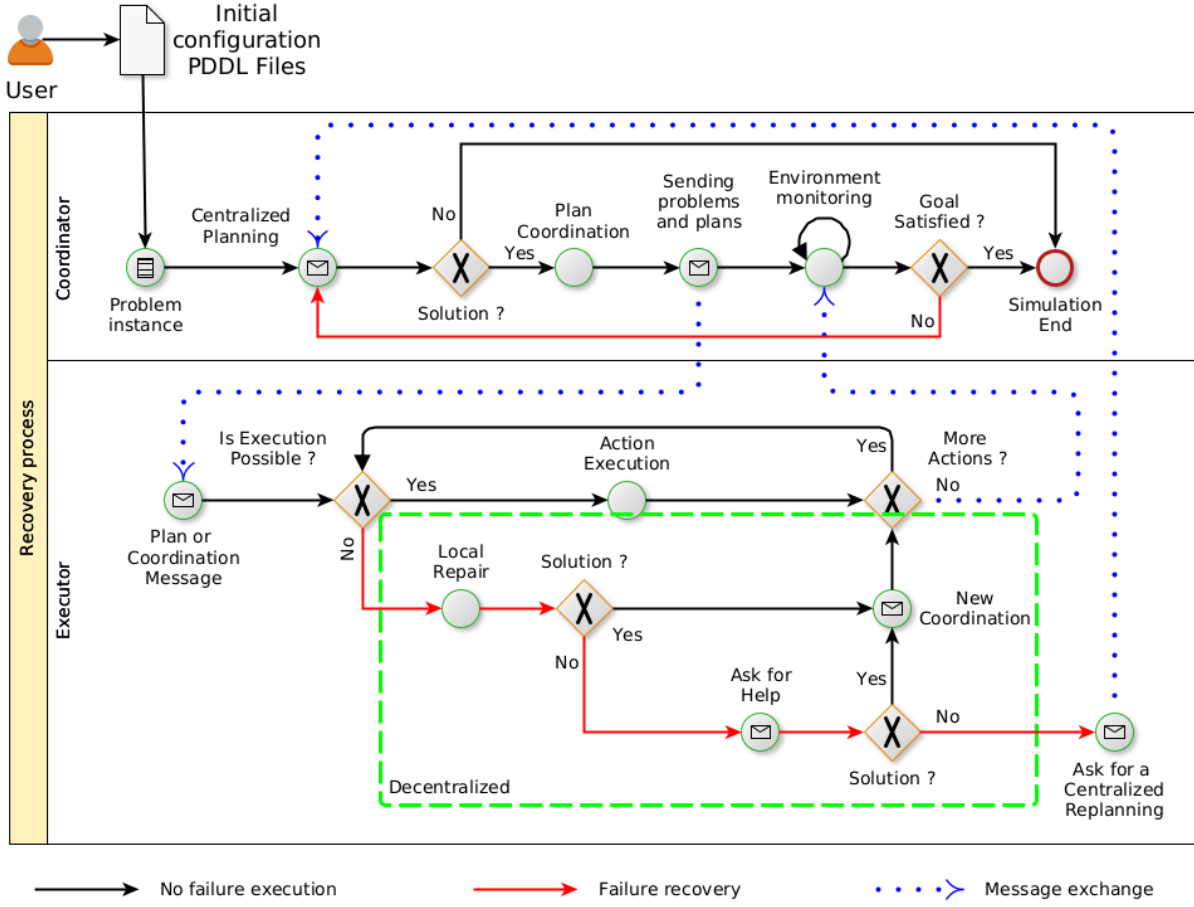 Initial
configuration
PDDL Files
User
Recovery process
Coordinator
Centralized
Planning
Problem
instance
No
Solution ?
Yes
Plan
Coordination
Sending
problems
and plans
Environment
monitoring
Goal
Satisfied ?
Yes
No
Simulation
End
Executor
Plan or
Coordination
Message
Is Execution
Possible ?
Yes
No
Action
Execution
Yes
More
Actions ?
No
Local
Repair
Solution ?
Yes
No
New
Coordination
Ask for
Help
Yes
No
Solution ?
Decentralized
Ask for a
Centralized
Replanning
No failure execution
Failure recovery
Message exchange